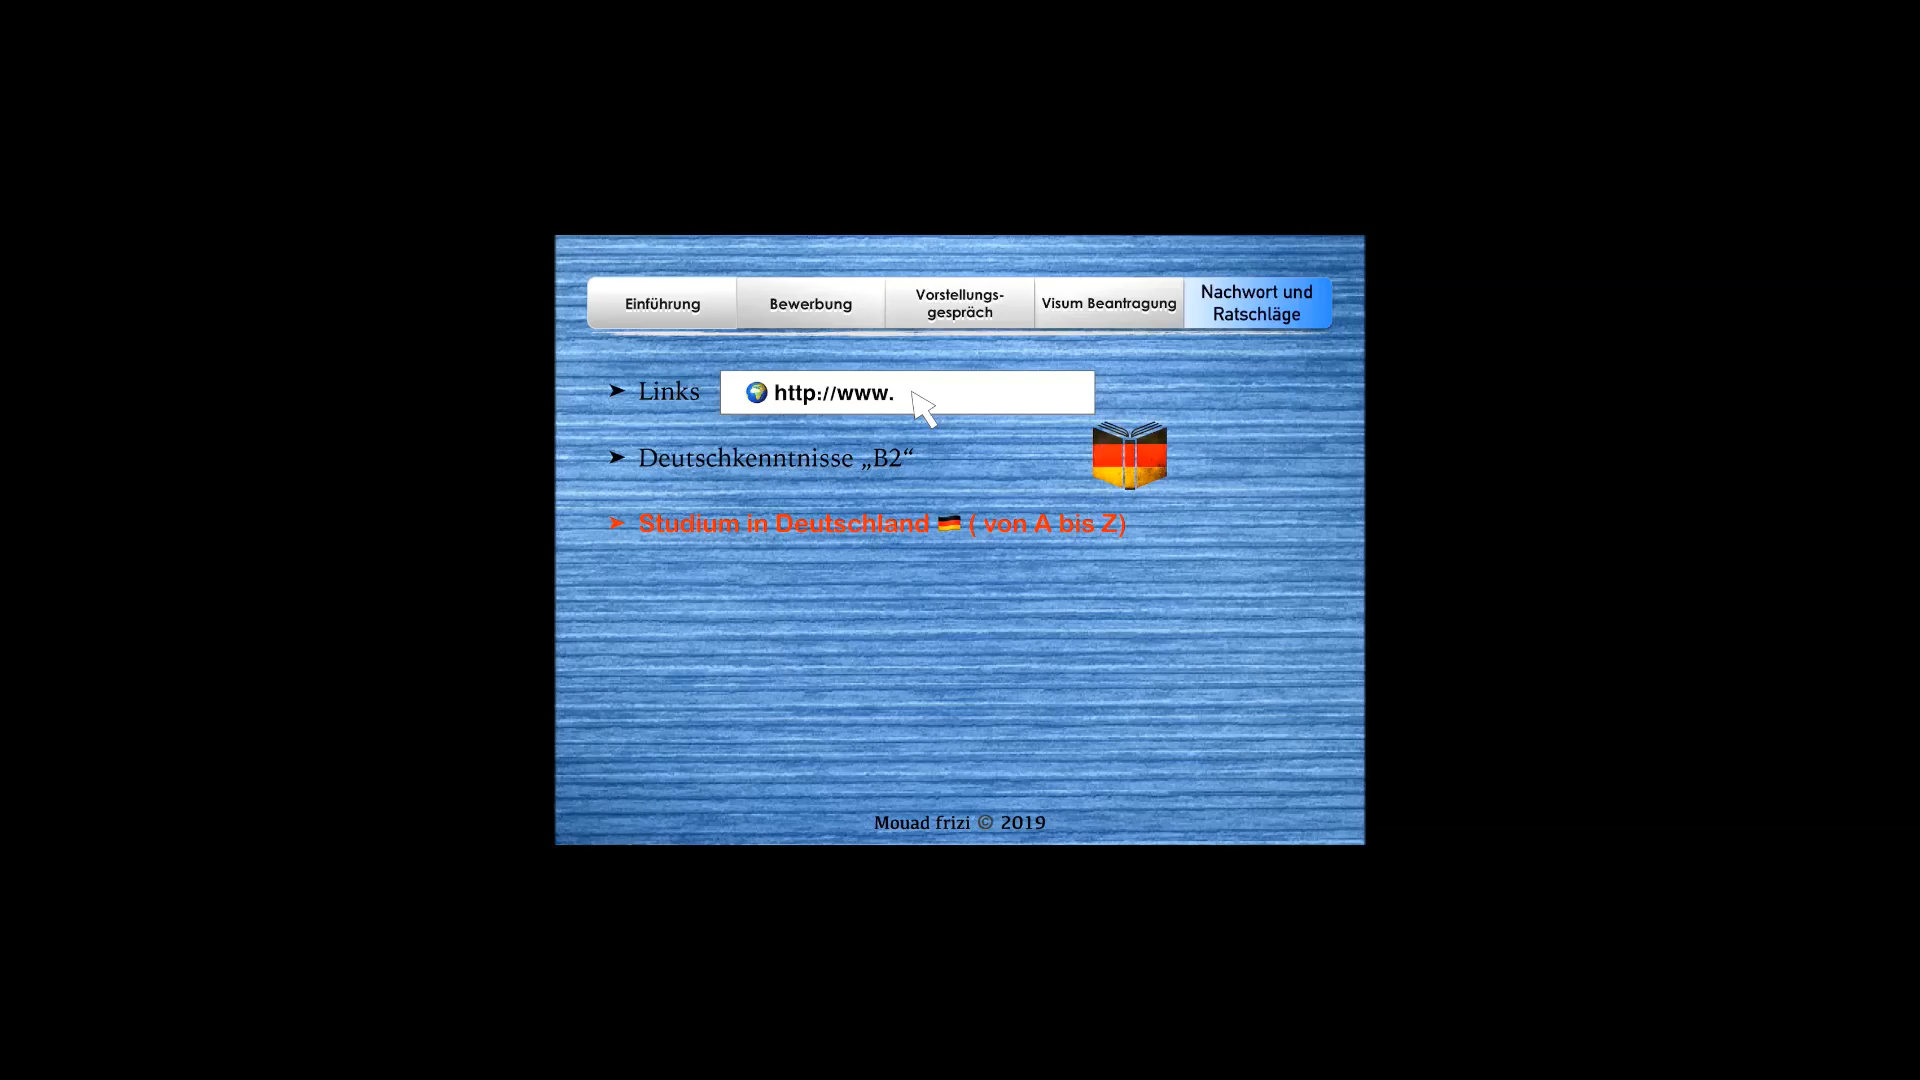 Einführung
Bewerbung
Vorstellungs-
gespräch
Visum Beantragung
Nachwort und
Ratschläge
➤ Links
http://www.
➤ Deutschkenntnisse „B2“
➤ Studium in Deutschland 🇩🇪 ( von A bis Z)
Mouad frizi © 2019